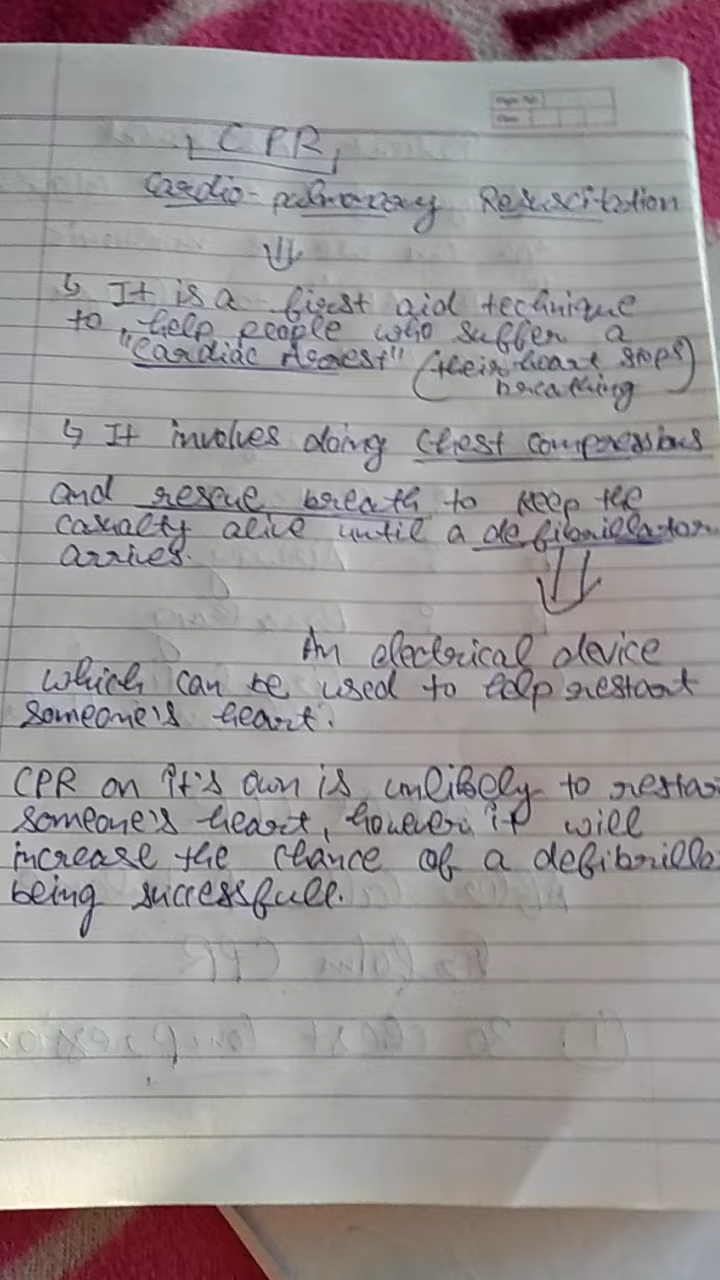 CPR
Cardio-pulmonary Resuscitation
↳ It is a first aid technique
to help people who suffer a
"Cardiac Arrest" (their heart stops
breathing)
↳ It involves doing Chest compressions
and rescue breath to keep the
casualty alive until a defibrillator
arries.
An electrical device
which can be used to help restart
someone's heart.
CPR on it's own is unlikely to restar
someone's heart, however it will
increase the chance of a defibrillo
being successfull.